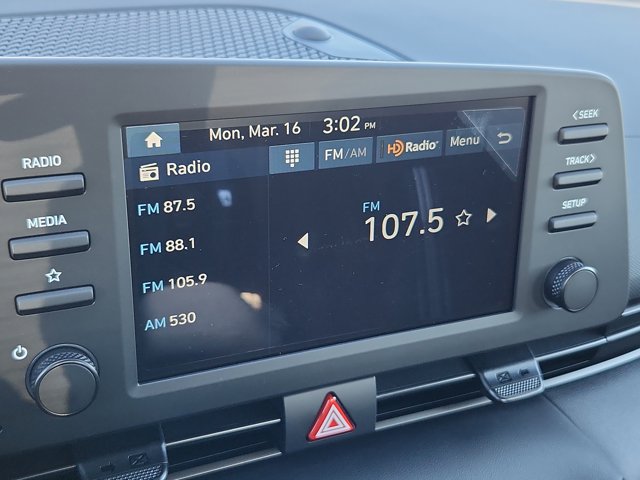 Mon, Mar. 16 3:02 PM
Radio FM/AM HD Radio Menu
FM 87.5
FM 88.1
FM 105.9
AM 530
FM
107.5
RADIO
MEDIA
< SEEK
TRACK >
SETUP